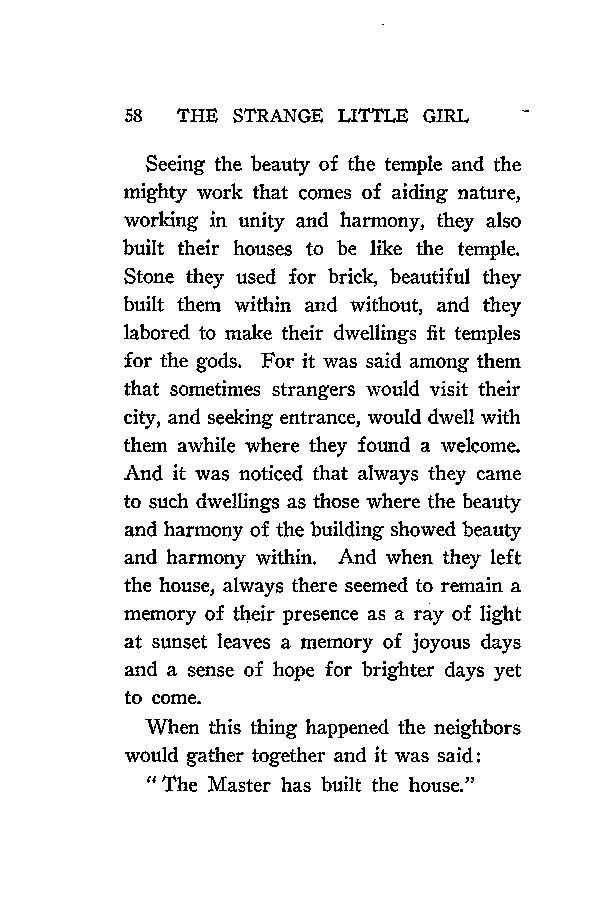 58 THE STRANGE LITTLE GIRL
Seeing the beauty of the temple and the
mighty work that comes of aiding nature,
working in unity and harmony, they also
built their houses to be like the temple.
Stone they used for brick, beautiful they
built them within and without, and they
labored to make their dwellings fit temples
for the gods. For it was said among them
that sometimes strangers would visit their
city, and seeking entrance, would dwell with
them awhile where they found a welcome.
And it was noticed that always they came
to such dwellings as those where the beauty
and harmony of the building showed beauty
and harmony within. And when they left
the house, always there seemed to remain a
memory of their presence as a ray of light
at sunset leaves a memory of joyous days
and a sense of hope for brighter days yet
to come.
When this thing happened the neighbors
would gather together and it was said:
"The Master has built the house."